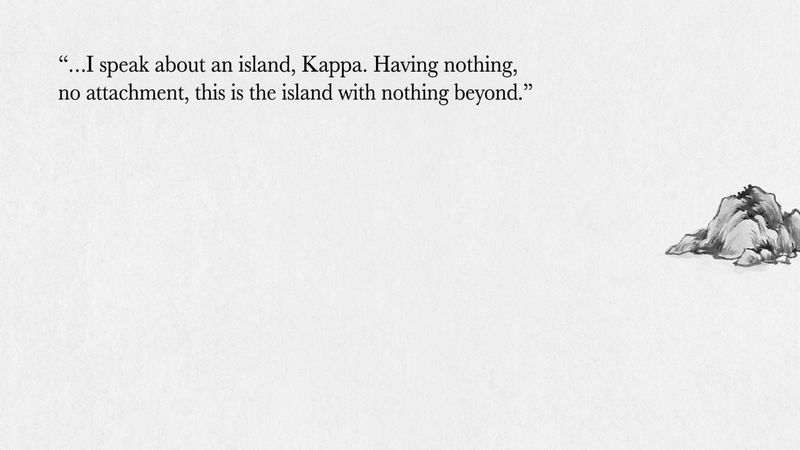 “...I speak about an island, Kappa. Having nothing,
no attachment, this is the island with nothing beyond.”